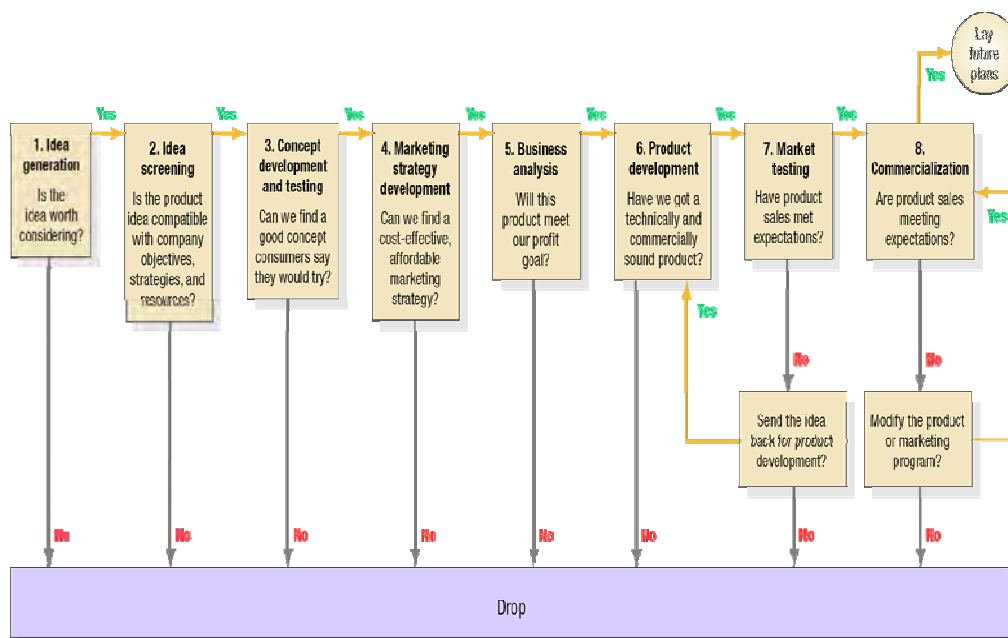 Lay
future
plans
Yes
Yes
Yes
Yes
Yes
Yes
Yes
Yes
1. Idea
generation
Is the
idea worth
considering?
2. Idea
screening
Is the product
idea compatible
with company
objectives,
strategies, and
resources?
3. Concept
development
and testing
Can we find a
good concept
consumers say
they would try?
4. Marketing
strategy
development
Can we find a
cost-effective,
affordable
marketing
strategy?
5. Business
analysis
Will this
product meet
our profit
goal?
6. Product
development
Have we got a
technically and
commercially
sound product?
7. Market
testing
Have product
sales met
expectations?
8.
Commercialization
Are product sales
meeting
expectations?
Yes
Yes
No
No
Send the idea
back for product
development?
Modify the product
or marketing
program?
No
No
No
No
No
No
No
No
Drop